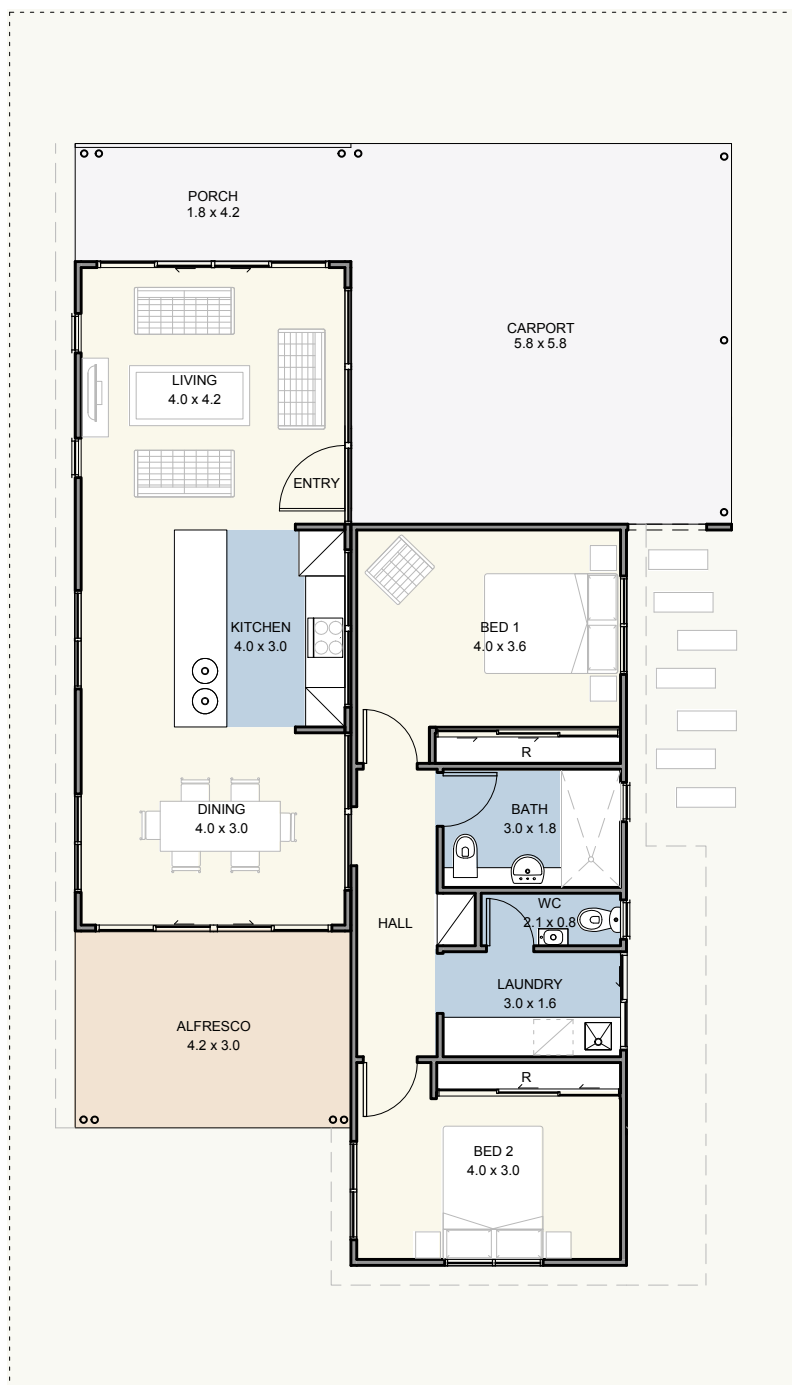 PORCH
1.8 x 4.2
CARPORT
5.8 x 5.8
LIVING
4.0 x 4.2
ENTRY
KITCHEN
4.0 x 3.0
BED 1
4.0 x 3.6
R
DINING
4.0 x 3.0
BATH
3.0 x 1.8
WC
2.1 x 0.8
HALL
LAUNDRY
3.0 x 1.6
ALFRESCO
4.2 x 3.0
R
BED 2
4.0 x 3.0